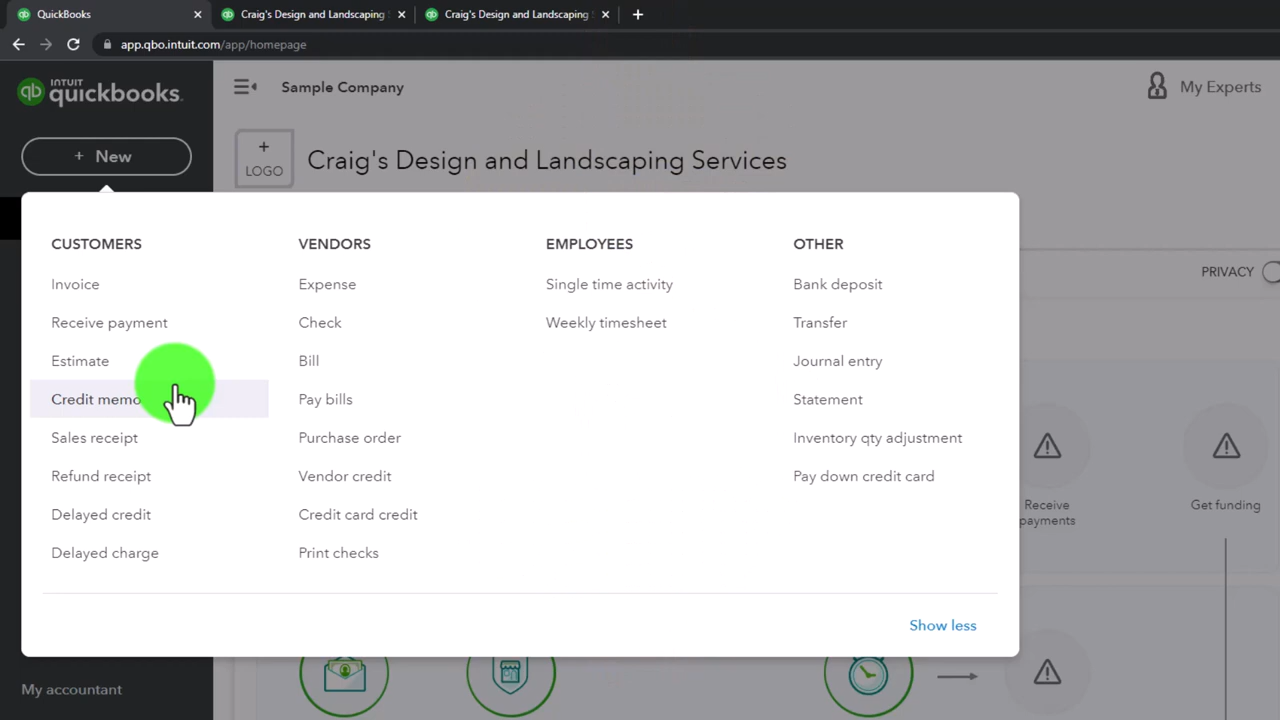 QuickBooks
Craig's Design and Landscaping
Craig's Design and Landscaping
app.qbo.intuit.com/app/homepage
INTUIT
quickbooks.
Sample Company
My Experts
+ New
+
LOGO
Craig's Design and Landscaping Services
CUSTOMERS
Invoice
Receive payment
Estimate
Credit memo
Sales receipt
Refund receipt
Delayed credit
Delayed charge
VENDORS
Expense
Check
Bill
Pay bills
Purchase order
Vendor credit
Credit card credit
Print checks
EMPLOYEES
Single time activity
Weekly timesheet
OTHER
Bank deposit
Transfer
Journal entry
Statement
Inventory qty adjustment
Pay down credit card
Show less
PRIVACY
Receive
payments
Get funding
My accountant